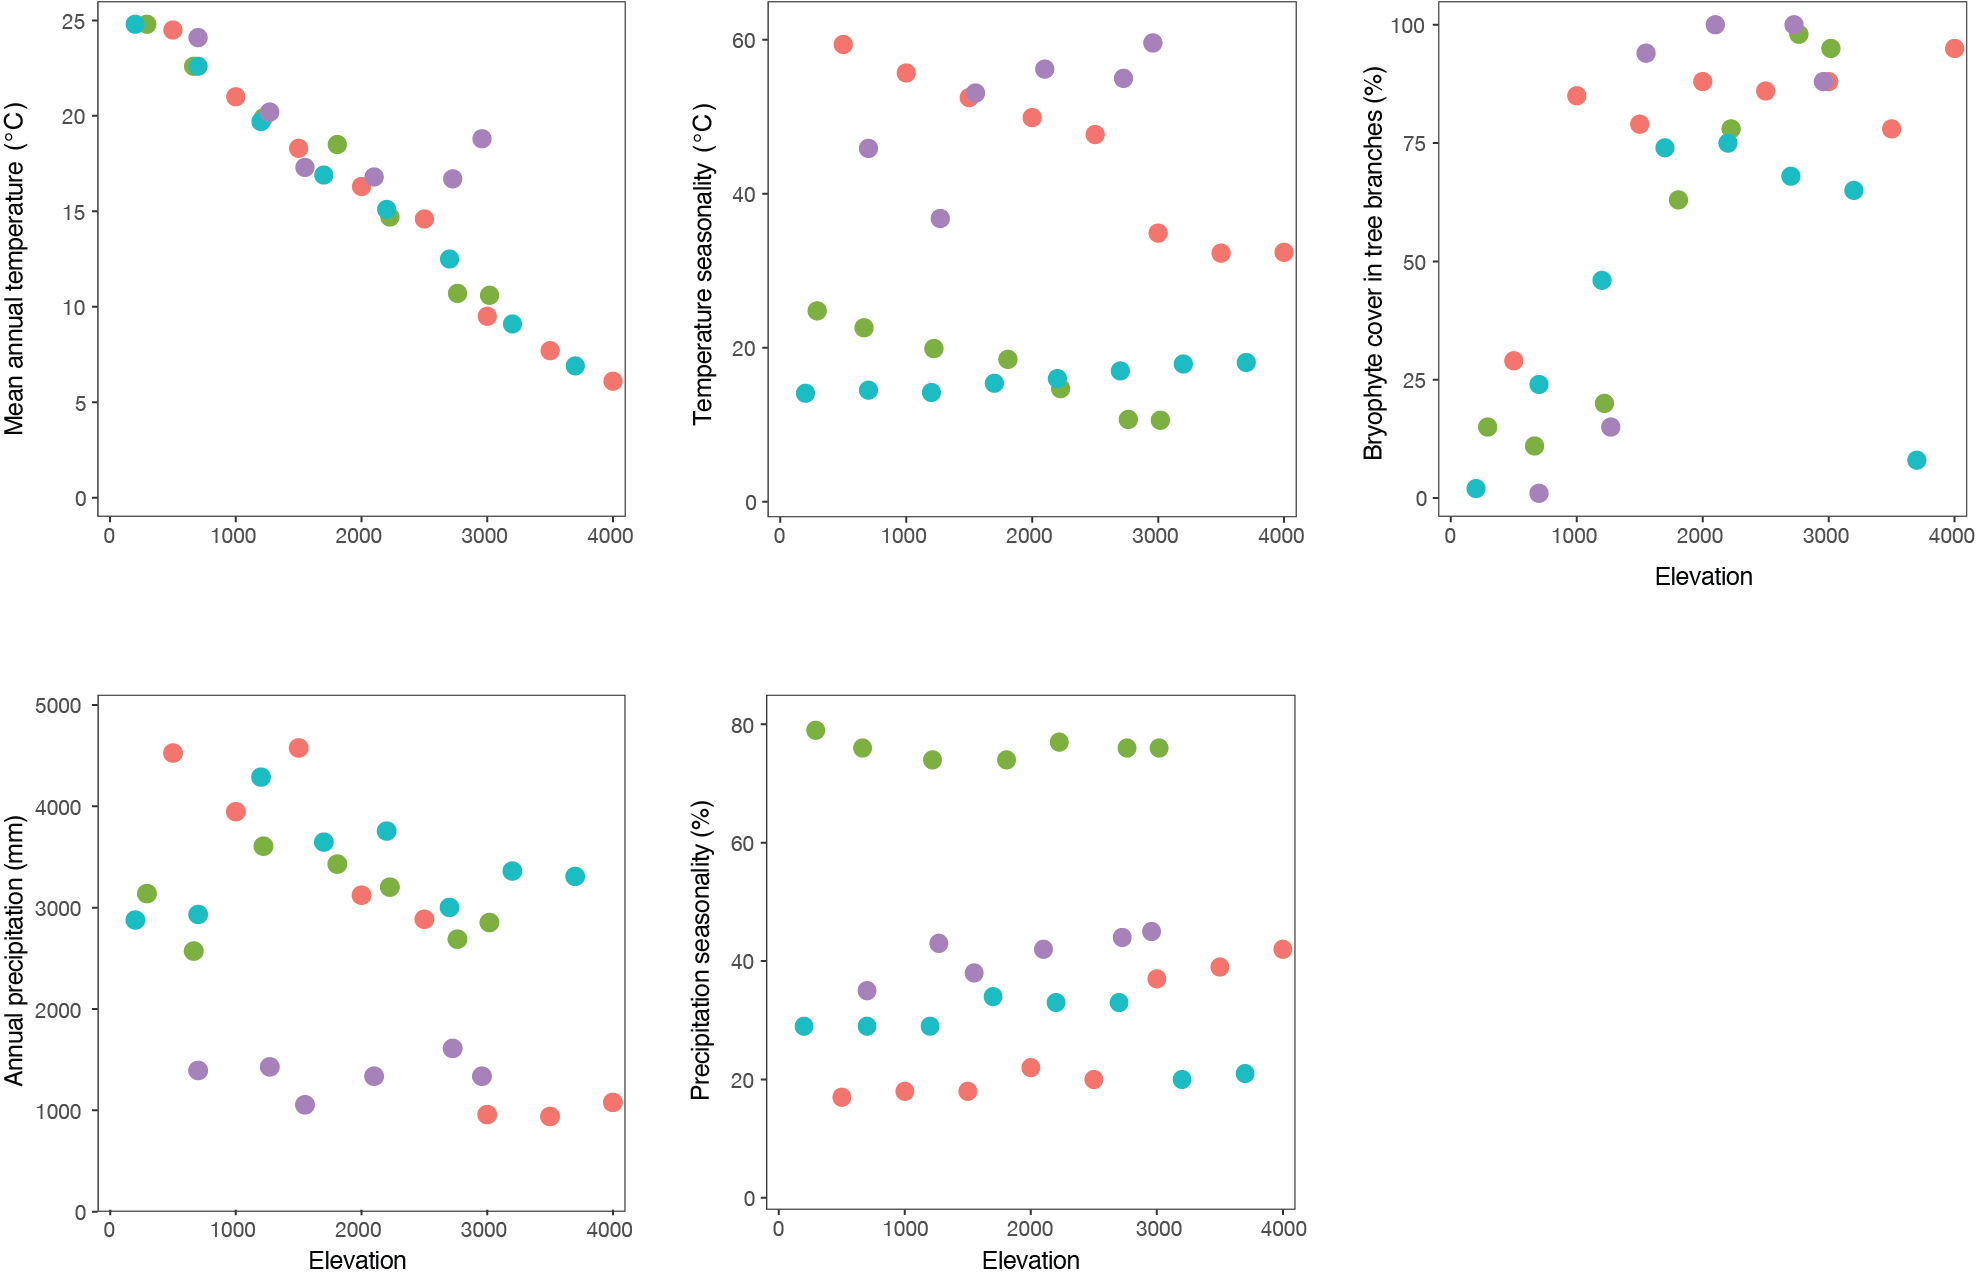 Mean annual temperature (°C)
25
20
15
10
5
0
0 1000 2000 3000 4000
Temperature seasonality (°C)
60
40
20
0
0 1000 2000 3000 4000
Bryophyte cover in tree branches (%)
100
75
50
25
0
0 1000 2000 3000 4000
Elevation
Annual precipitation (mm)
5000
4000
3000
2000
1000
0
0 1000 2000 3000 4000
Elevation
Precipitation seasonality (%)
80
60
40
20
0
0 1000 2000 3000 4000
Elevation